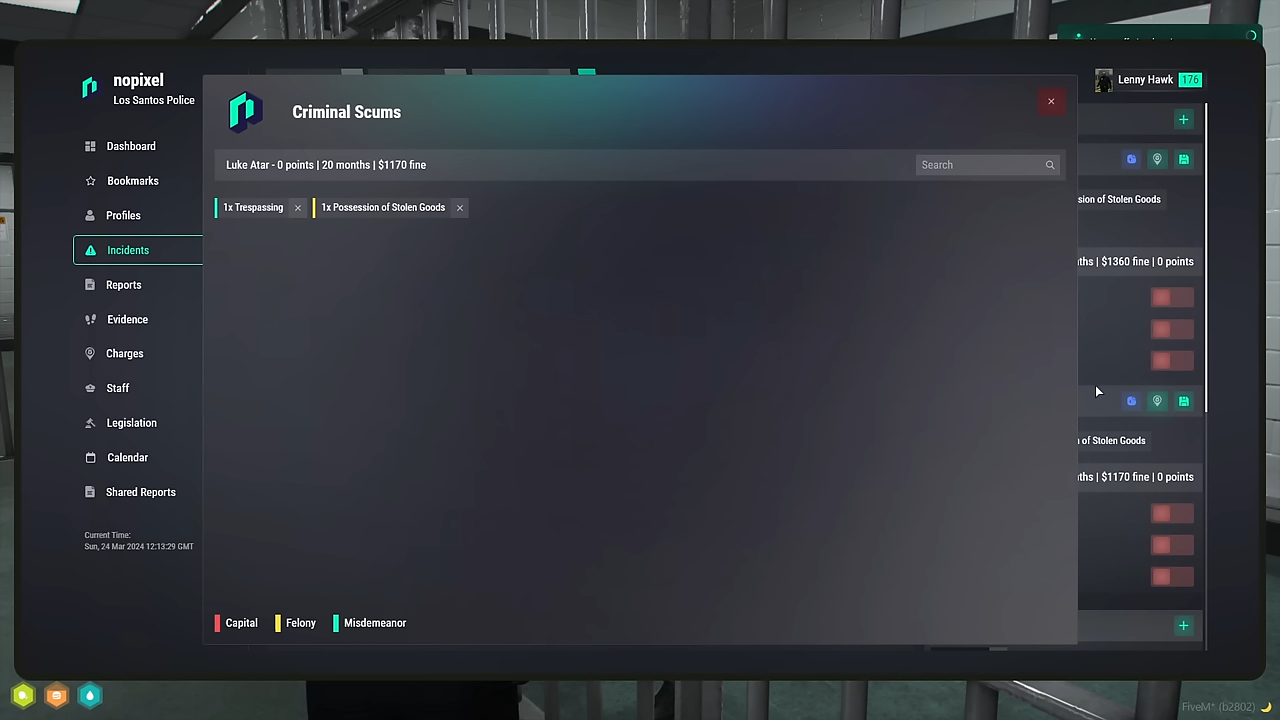 nopixel
Los Santos Police
Lenny Hawk 176
Criminal Scums
×
Luke Atar - 0 points | 20 months | $1170 fine
Search
1x Trespassing ×
1x Possession of Stolen Goods ×
Dashboard
Bookmarks
Profiles
Incidents
Reports
Evidence
Charges
Staff
Legislation
Calendar
Shared Reports
Current Time:
Sun, 24 Mar 2024 12:13:29 GMT
sion of Stolen Goods
ths | $1360 fine | 0 points
of Stolen Goods
ths | $1170 fine | 0 points
Capital
Felony
Misdemeanor
FiveM* (b2802)